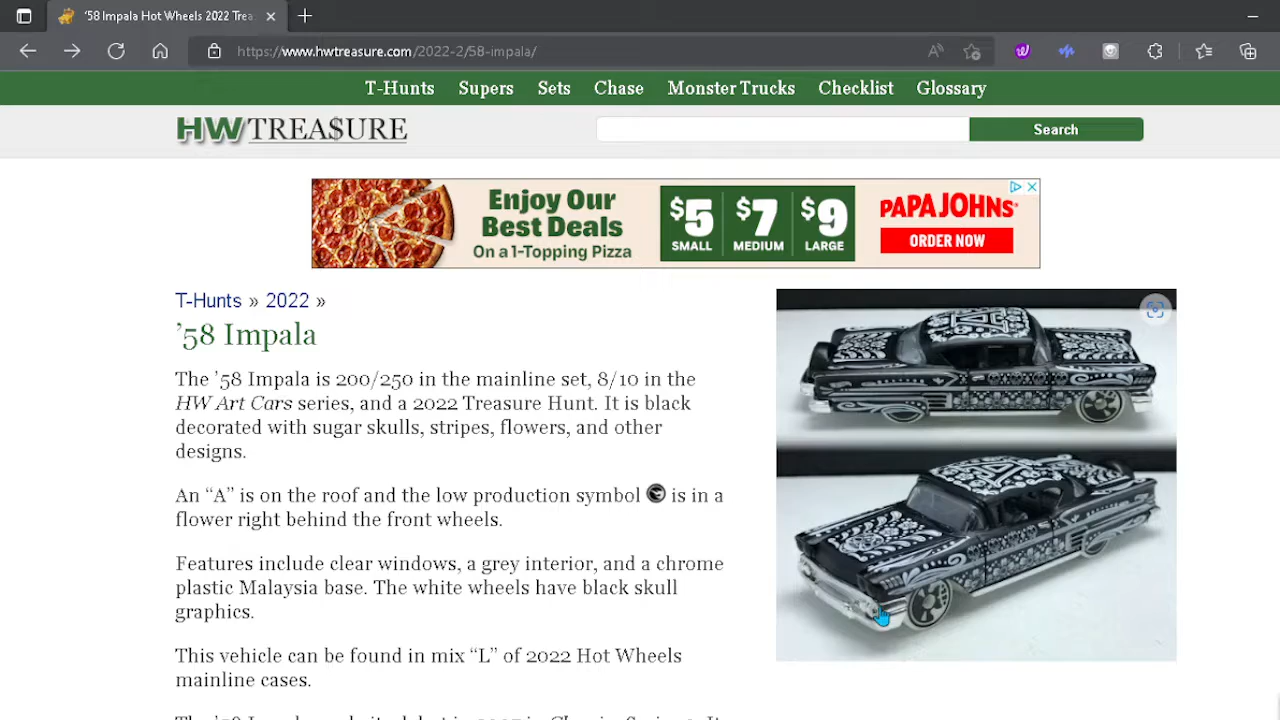 '58 Impala Hot Wheels 2022 Trea
https://www.hwtreasure.com/2022-2/58-impala/
T-Hunts Supers Sets Chase Monster Trucks Checklist Glossary
HW TREA$URE
Search
Enjoy Our
Best Deals
On a 1-Topping Pizza
$5 SMALL
$7 MEDIUM
$9 LARGE
PAPA JOHNS
ORDER NOW
T-Hunts » 2022 »
’58 Impala
The ’58 Impala is 200/250 in the mainline set, 8/10 in the
HW Art Cars series, and a 2022 Treasure Hunt. It is black
decorated with sugar skulls, stripes, flowers, and other
designs.
An “A” is on the roof and the low production symbol is in a
flower right behind the front wheels.
Features include clear windows, a grey interior, and a chrome
plastic Malaysia base. The white wheels have black skull
graphics.
This vehicle can be found in mix “L” of 2022 Hot Wheels
mainline cases.